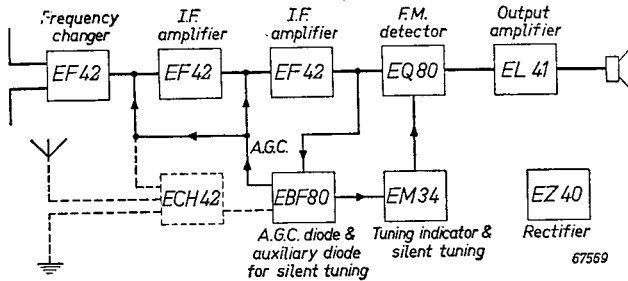 Frequency
changer
I.F.
amplifier
I.F.
amplifier
F.M.
detector
Output
amplifier
EF42
EF42
EF42
EQ80
EL41
A.G.C.
ECH42
EBF80
EM34
EZ40
A.G.C. diode &
auxiliary diode
for silent tuning
Tuning indicator &
silent tuning
Rectifier
67569